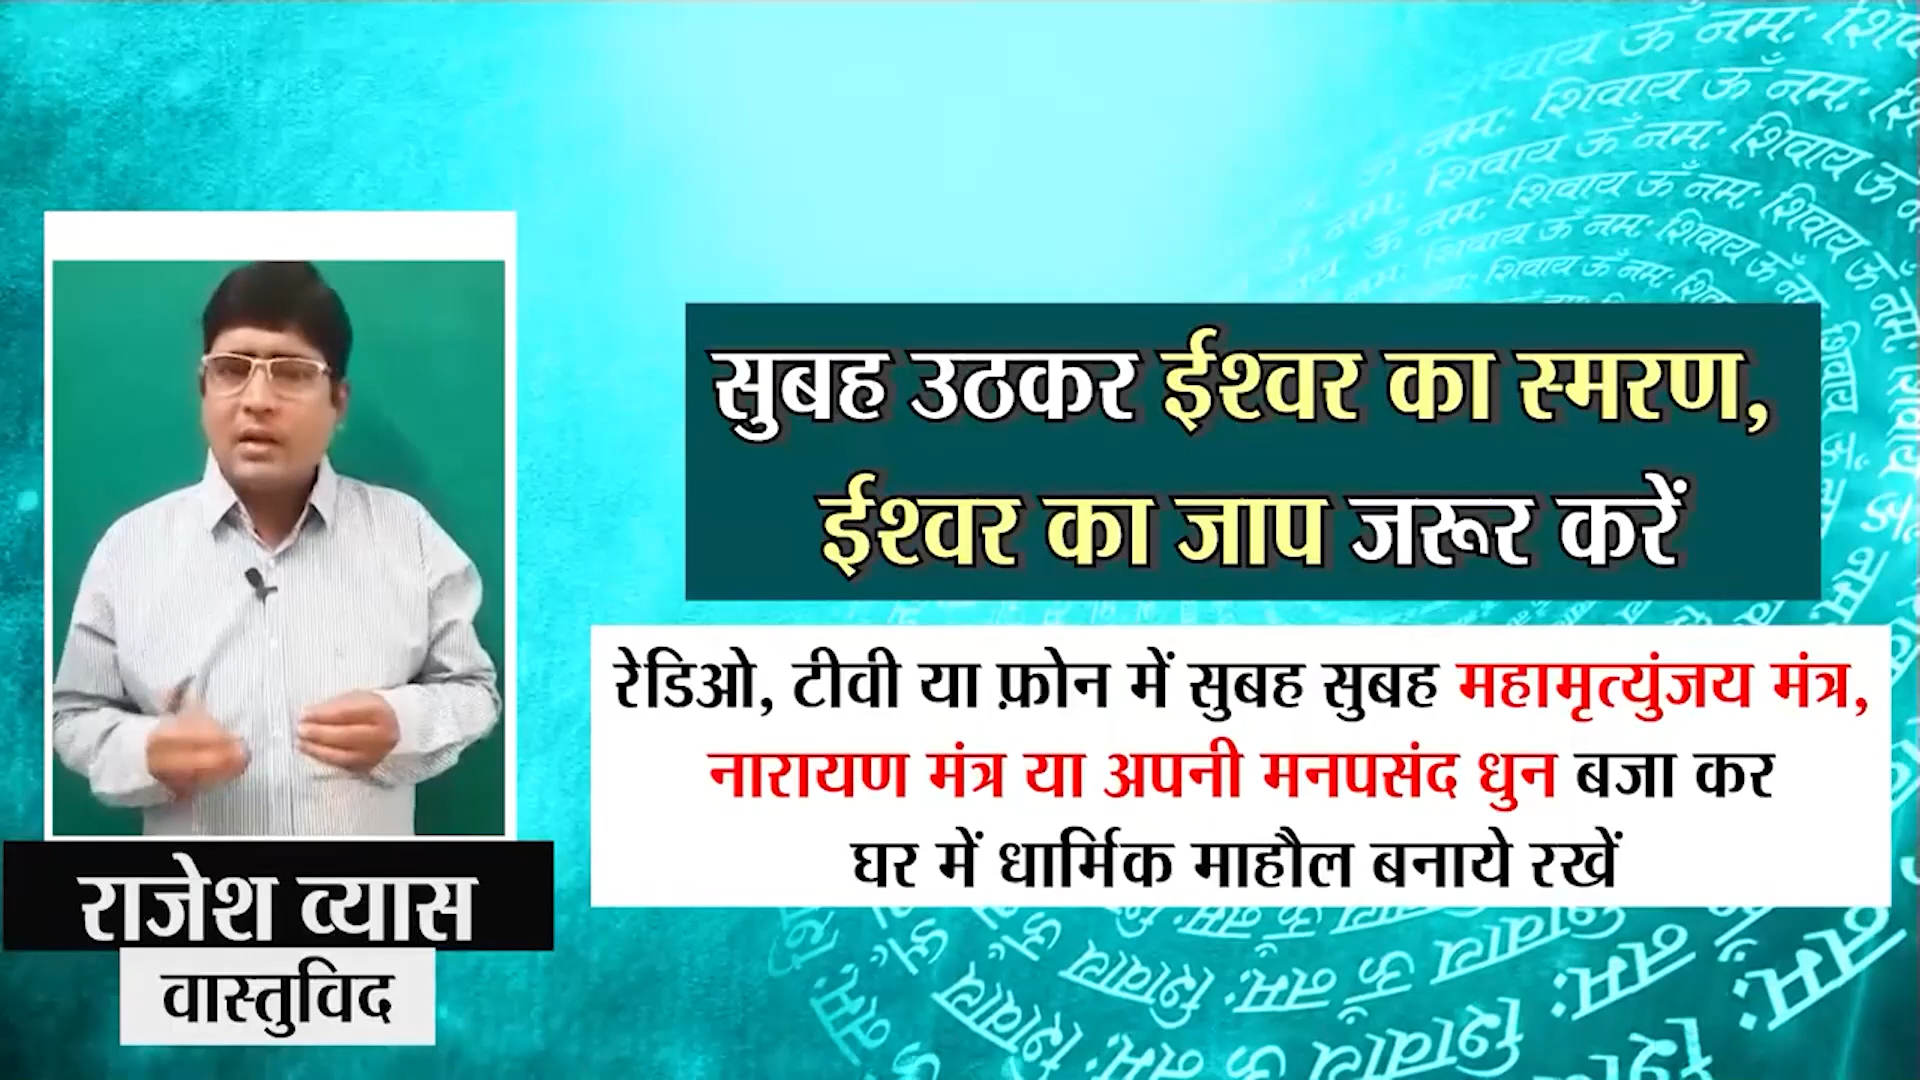 सुबह उठकर ईश्वर का स्मरण,
ईश्वर का जाप जरूर करें
रेडिओ, टीवी या फ़ोन में सुबह सुबह महामृत्युंजय मंत्र,
नारायण मंत्र या अपनी मनपसंद धुन बजा कर
घर में धार्मिक माहौल बनाये रखें
राजेश व्यास
वास्तुविद